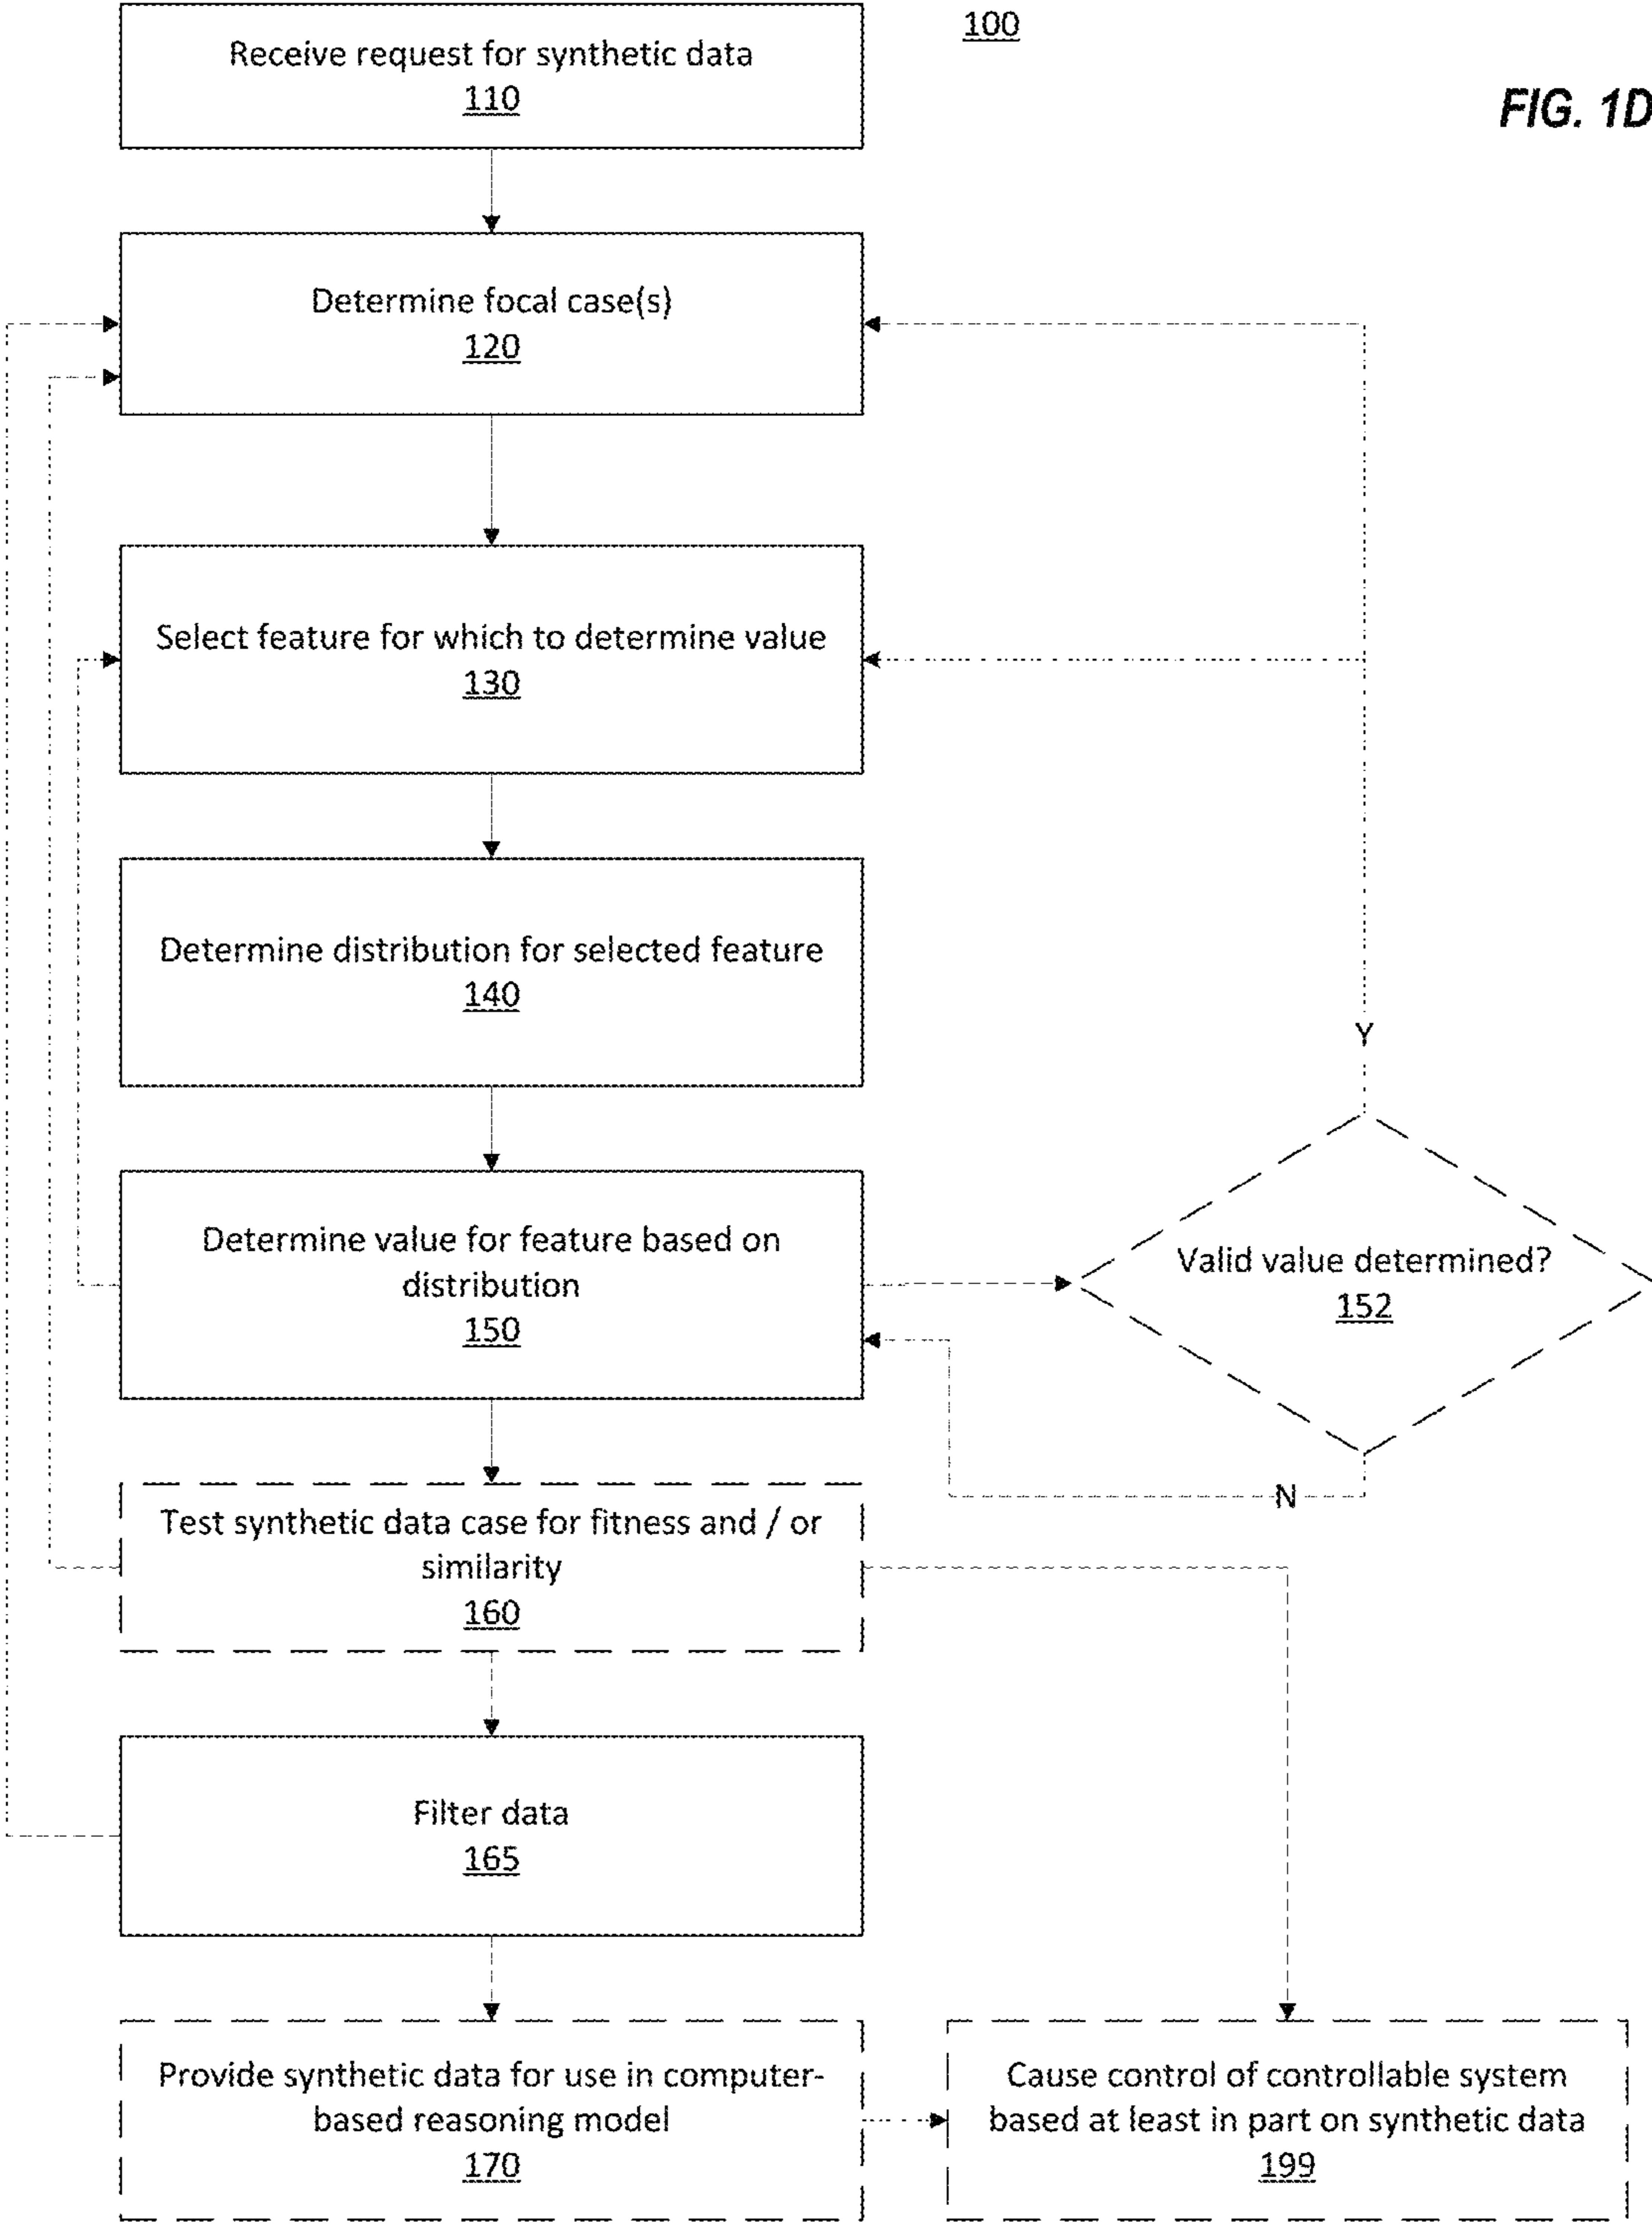 100
FIG. 1D
Receive request for synthetic data
110
Determine focal case(s)
120
Select feature for which to determine value
130
Determine distribution for selected feature
140
Y
Determine value for feature based on
distribution
150
Valid value determined?
152
N
Test synthetic data case for fitness and / or
similarity
160
Filter data
165
Provide synthetic data for use in computer-
based reasoning model
170
Cause control of controllable system
based at least in part on synthetic data
199